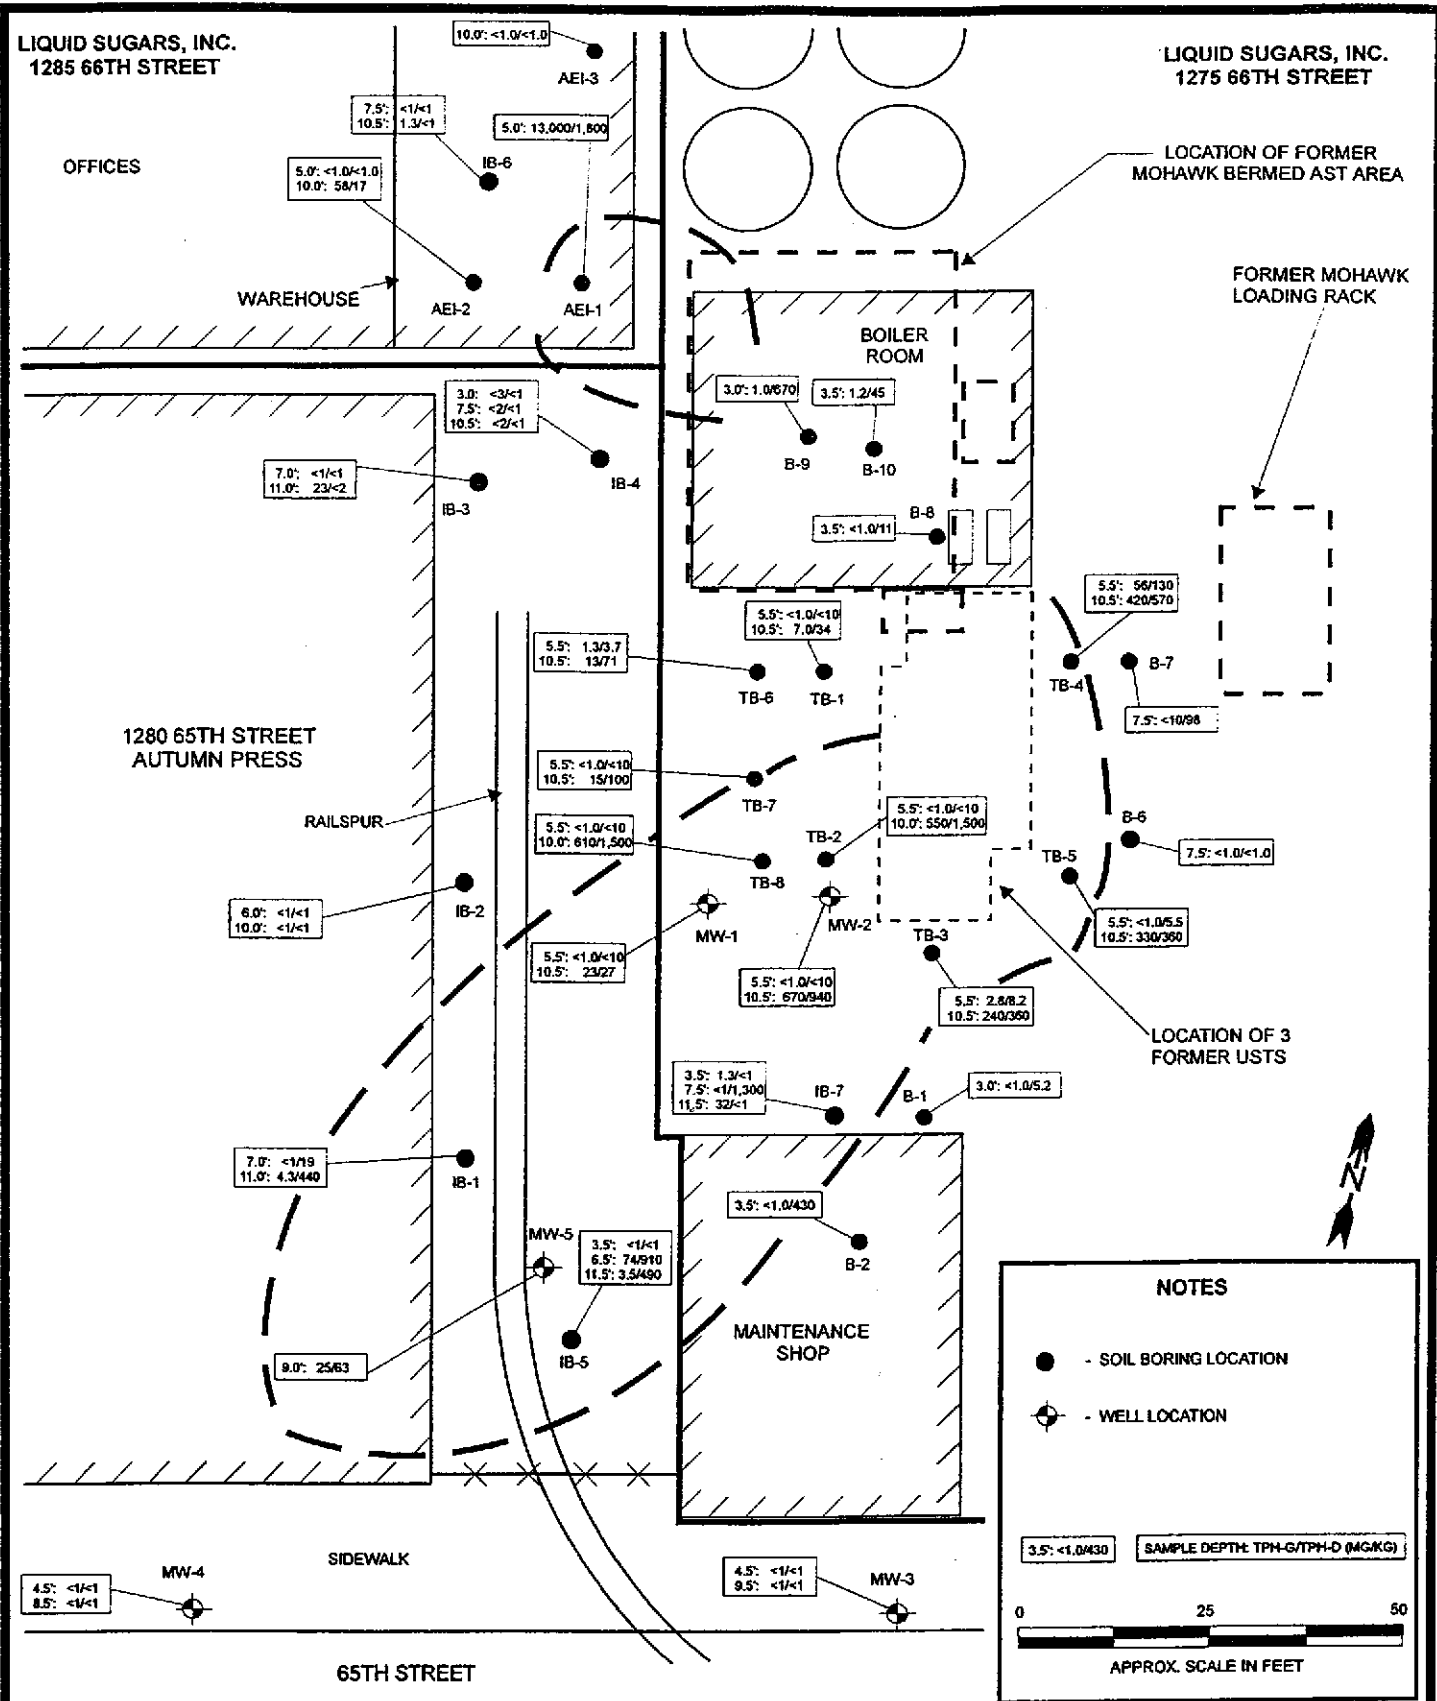 LIQUID SUGARS, INC.
1285 66TH STREET
10.0': <1.0/<1.0
AEI-3
LIQUID SUGARS, INC.
1275 66TH STREET
7.5': <1/<1
10.5': 1.3/<1
5.0': 13,000/1,800
OFFICES
IB-6
5.0': <1.0/<1.0
10.0': 58/17
LOCATION OF FORMER
MOHAWK BERMED AST AREA
WAREHOUSE
AEI-2
AEI-1
FORMER MOHAWK
LOADING RACK
BOILER
ROOM
3.0: <3/<1
7.5': <2/<1
10.5': <2/<1
3.0': 1.0/670
3.5': 1.2/45
B-9
B-10
7.0': <1/<1
11.0': 23/<2
IB-3
IB-4
B-8
3.5': <1.0/11
5.5': 56/130
10.5': 420/570
5.5': <1.0/<10
10.5': 7.0/34
5.5': 1.3/3.7
10.5': 13/71
TB-6
TB-1
TB-4
B-7
7.5': <10/98
1280 65TH STREET
AUTUMN PRESS
5.5': <1.0/<10
10.5': 15/100
TB-7
RAILSPUR
5.5': <1.0/<10
10.0': 550/1,500
5.5': <1.0/<10
10.0': 610/1,500
TB-2
TB-8
B-6
7.5': <1.0/<1.0
TB-5
IB-2
6.0': <1/<1
10.0': <1/<1
MW-1
MW-2
TB-3
5.5': <1.0/5.5
10.5': 330/360
5.5': <1.0/<10
10.5': 23/27
5.5': <1.0/<10
10.5': 670/940
5.5': 2.8/8.2
10.5': 240/360
LOCATION OF 3
FORMER USTS
3.5': 1.3/<1
7.5': <1/1,300
11.5': 32/<1
IB-7
B-1
3.0': <1.0/5.2
7.0': <1/19
11.0': 4.3/440
IB-1
3.5': <1.0/430
B-2
MW-5
3.5': <1/<1
6.5': 74/910
11.5': 3.5/490
IB-5
9.0': 25/63
MAINTENANCE
SHOP
N
NOTES
- SOIL BORING LOCATION
- WELL LOCATION
3.5': <1.0/430
SAMPLE DEPTH: TPH-G/TPH-D (MG/KG)
0 25 50
APPROX. SCALE IN FEET
SIDEWALK
MW-4
4.5': <1/<1
8.5': <1/<1
4.5': <1/<1
9.5': <1/<1
MW-3
65TH STREET